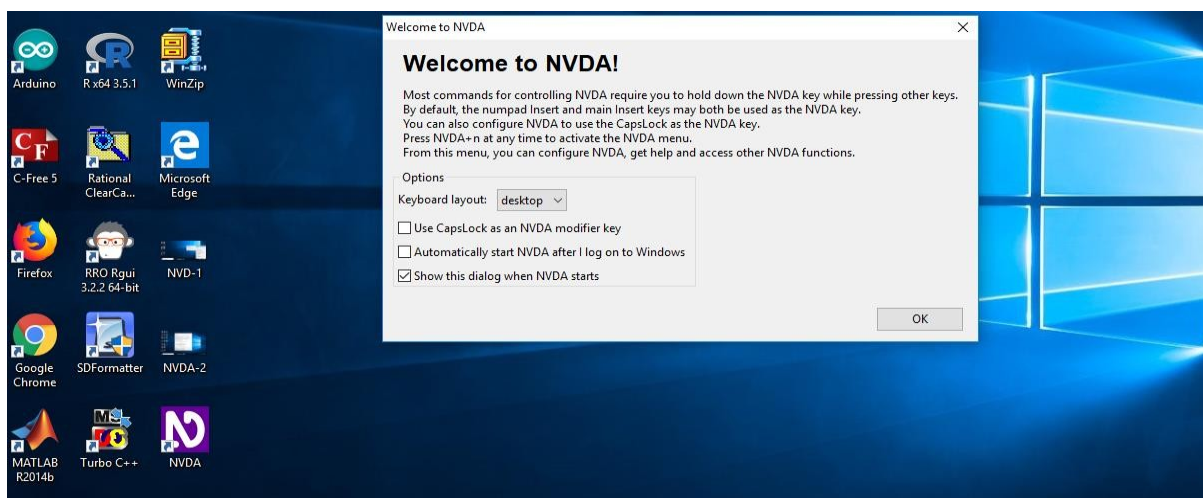 Arduino
R x64 3.5.1
WinZip
C-Free 5
Rational
ClearCa...
Microsoft
Edge
Firefox
RRO Rgui
3.2.2 64-bit
NVD-1
Google
Chrome
SDFormatter
NVDA-2
MATLAB
R2014b
Turbo C++
NVDA
Welcome to NVDA
Welcome to NVDA!
Most commands for controlling NVDA require you to hold down the NVDA key while pressing other keys.
By default, the numpad Insert and main Insert keys may both be used as the NVDA key.
You can also configure NVDA to use the CapsLock as the NVDA key.
Press NVDA+n at any time to activate the NVDA menu.
From this menu, you can configure NVDA, get help and access other NVDA functions.
Options
Keyboard layout: desktop
Use CapsLock as an NVDA modifier key
Automatically start NVDA after I log on to Windows
Show this dialog when NVDA starts
OK